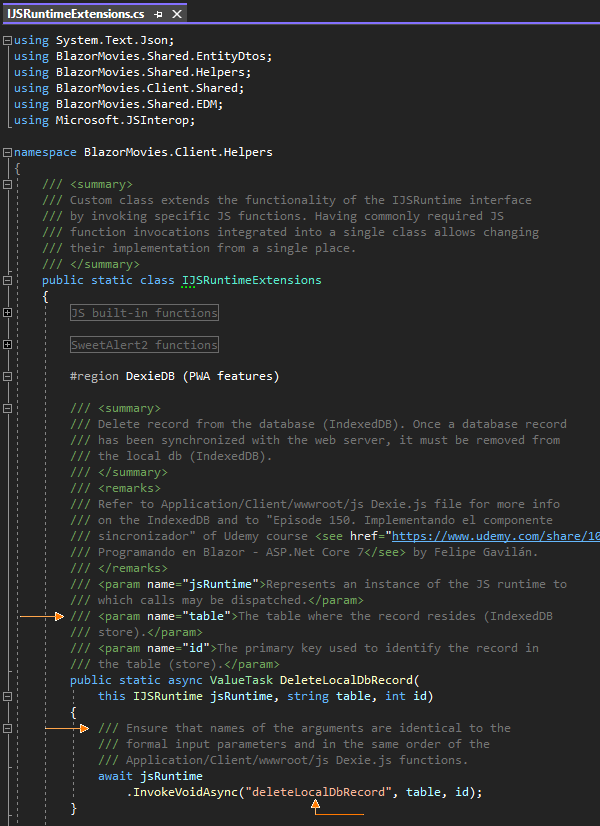 IJSRuntimeExtensions.cs
using System.Text.Json;
using BlazorMovies.Shared.EntityDtos;
using BlazorMovies.Shared.Helpers;
using BlazorMovies.Client.Shared;
using BlazorMovies.Shared.EDM;
using Microsoft.JSInterop;
namespace BlazorMovies.Client.Helpers
{
/// <summary>
/// Custom class extends the functionality of the IJSRuntime interface
/// by invoking specific JS functions. Having commonly required JS
/// function invocations integrated into a single class allows changing
/// their implementation from a single place.
/// </summary>
public static class IJSRuntimeExtensions
{
JS built-in functions
SweetAlert2 functions
#region DexieDB (PWA features)
/// <summary>
/// Delete record from the database (IndexedDB). Once a database record
/// has been synchronized with the web server, it must be removed from
/// the local db (IndexedDB).
/// </summary>
/// <remarks>
/// Refer to Application/Client/wwwroot/js Dexie.js file for more info
/// on the IndexedDB and to "Episode 150. Implementando el componente
/// sincronizador" of Udemy course <see href="https://www.udemy.com/share/10
/// Programando en Blazor - ASP.Net Core 7</see> by Felipe Gavilán.
/// </remarks>
/// <param name="jsRuntime">Represents an instance of the JS runtime to
/// which calls may be dispatched.</param>
/// <param name="table">The table where the record resides (IndexedDB
/// store).</param>
/// <param name="id">The primary key used to identify the record in
/// the table (store).</param>
public static async ValueTask DeleteLocalDbRecord(
this IJSRuntime jsRuntime, string table, int id)
{
/// Ensure that names of the arguments are identical to the
/// formal input parameters and in the same order of the
/// Application/Client/wwwroot/js Dexie.js functions.
await jsRuntime
.InvokeVoidAsync("deleteLocalDbRecord", table, id);
}